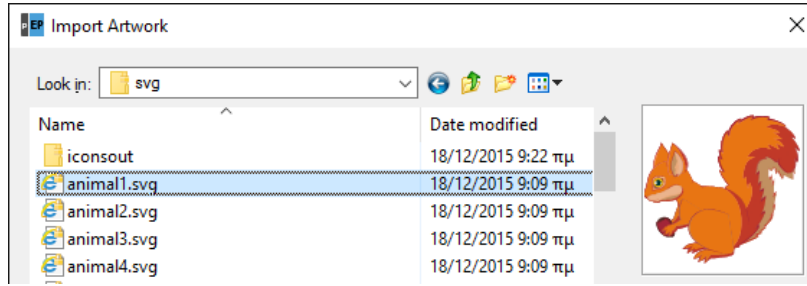 P EP Import Artwork
Look in: svg
Name Date modified
iconsout 18/12/2015 9:22 πμ
animal1.svg 18/12/2015 9:09 πμ
animal2.svg 18/12/2015 9:09 πμ
animal3.svg 18/12/2015 9:09 πμ
animal4.svg 18/12/2015 9:09 πμ